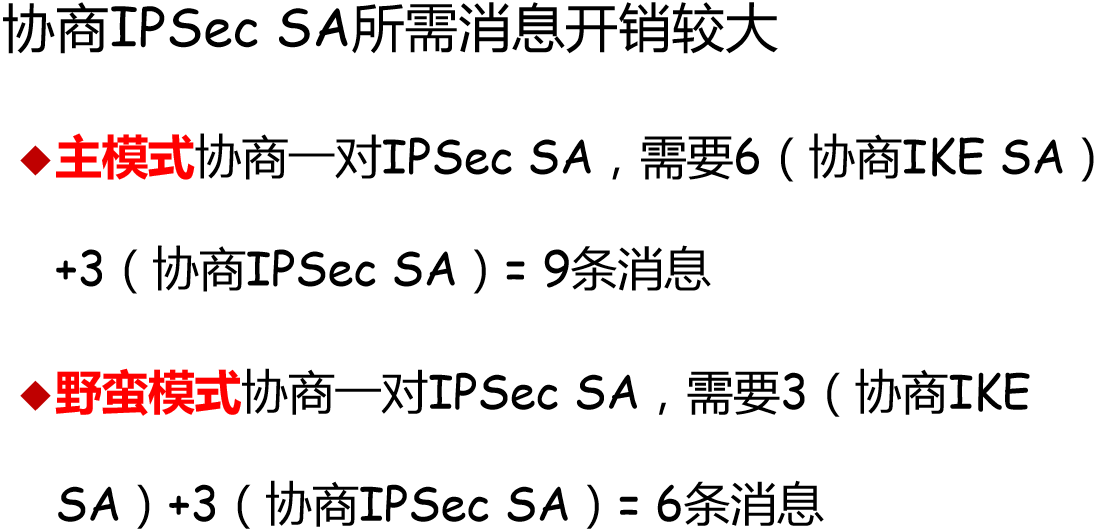 协商IPSec SA所需消息开销较大
◆主模式协商一对IPSec SA，需要6（协商IKE SA）
+3（协商IPSec SA）= 9条消息
◆野蛮模式协商一对IPSec SA，需要3（协商IKE
SA）+3（协商IPSec SA）= 6条消息